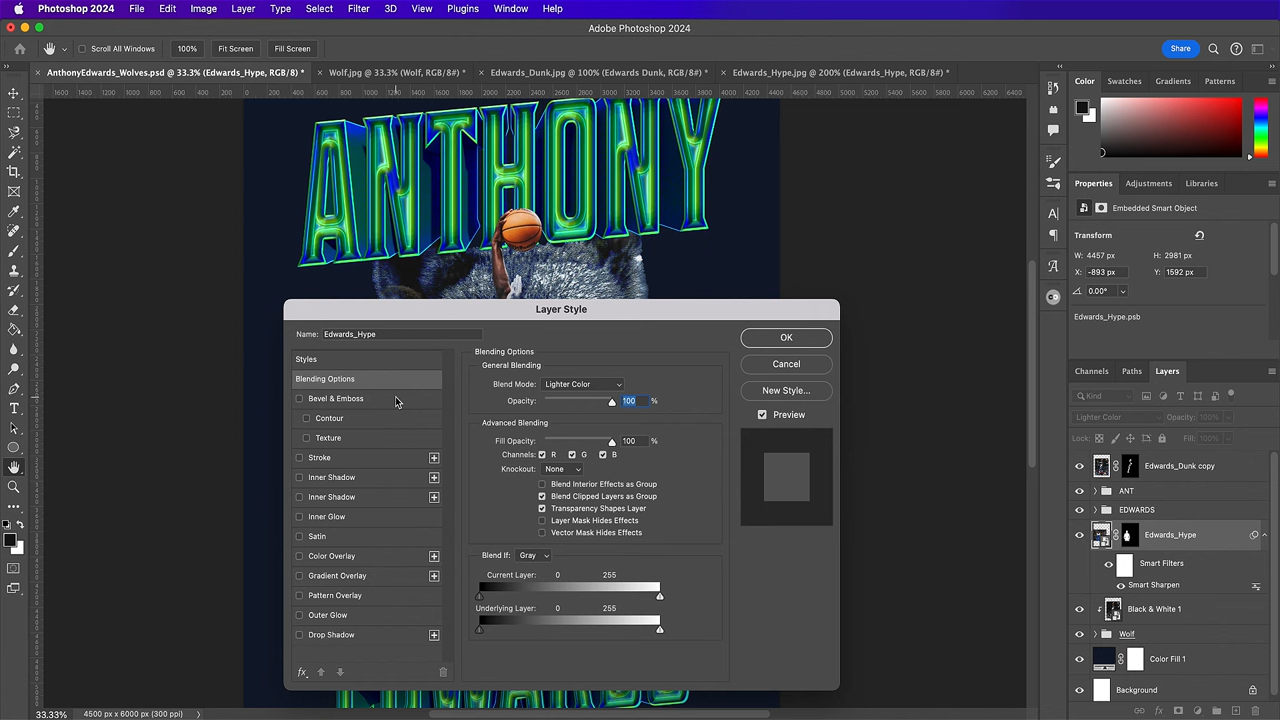 Photoshop 2024 File Edit Image Layer Type Select Filter 3D View Plugins Window Help
Adobe Photoshop 2024
Scroll All Windows 100% Fit Screen Fill Screen Share
AnthonyEdwards_Wolves.psd @ 33.3% (Edwards_Hype, RGB/8) * Wolf.jpg @ 33.3% (Wolf, RGB/8#) * Edwards_Dunk.jpg @ 100% (Edwards Dunk, RGB/8#) * Edwards_Hype.jpg @ 200% (Edwards_Hype, RGB/8#) *
ANTHONY
Layer Style
Name: Edwards_Hype
Styles
Blending Options
Bevel & Emboss
Contour
Texture
Stroke
Inner Shadow
Inner Shadow
Inner Glow
Satin
Color Overlay
Gradient Overlay
Pattern Overlay
Outer Glow
Drop Shadow
fx
Blending Options
General Blending
Blend Mode: Lighter Color
Opacity: 100 %
Advanced Blending
Fill Opacity: 100 %
Channels: R G B
Knockout: None
Blend Interior Effects as Group
Blend Clipped Layers as Group
Transparency Shapes Layer
Layer Mask Hides Effects
Vector Mask Hides Effects
Blend If: Gray
Current Layer: 0 255
Underlying Layer: 0 255
OK
Cancel
New Style...
Preview
Color Swatches Gradients Patterns
Properties Adjustments Libraries
Embedded Smart Object
Transform
W: 4457 px H: 2981 px
X: -893 px Y: 1592 px
0.00°
Edwards_Hype.psb
Channels Paths Layers
Kind
Lighter Color Opacity: 100%
Lock: Fill: 100%
Edwards_Dunk copy
ANT
EDWARDS
Edwards_Hype
Smart Filters
Smart Sharpen
Black & White 1
Wolf
Color Fill 1
Background
33.33% 4500 px x 6000 px (300 ppi)